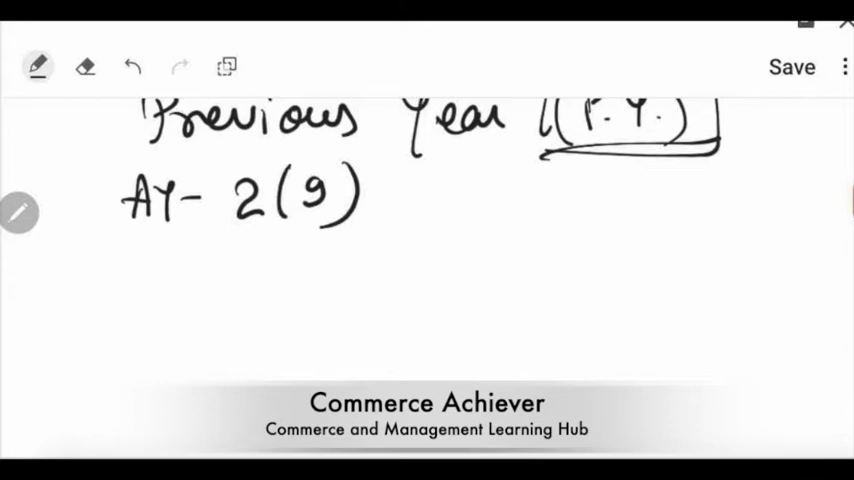 Save
Previous Year [(P.Y.)]
AY- 2(9)
Commerce Achiever
Commerce and Management Learning Hub